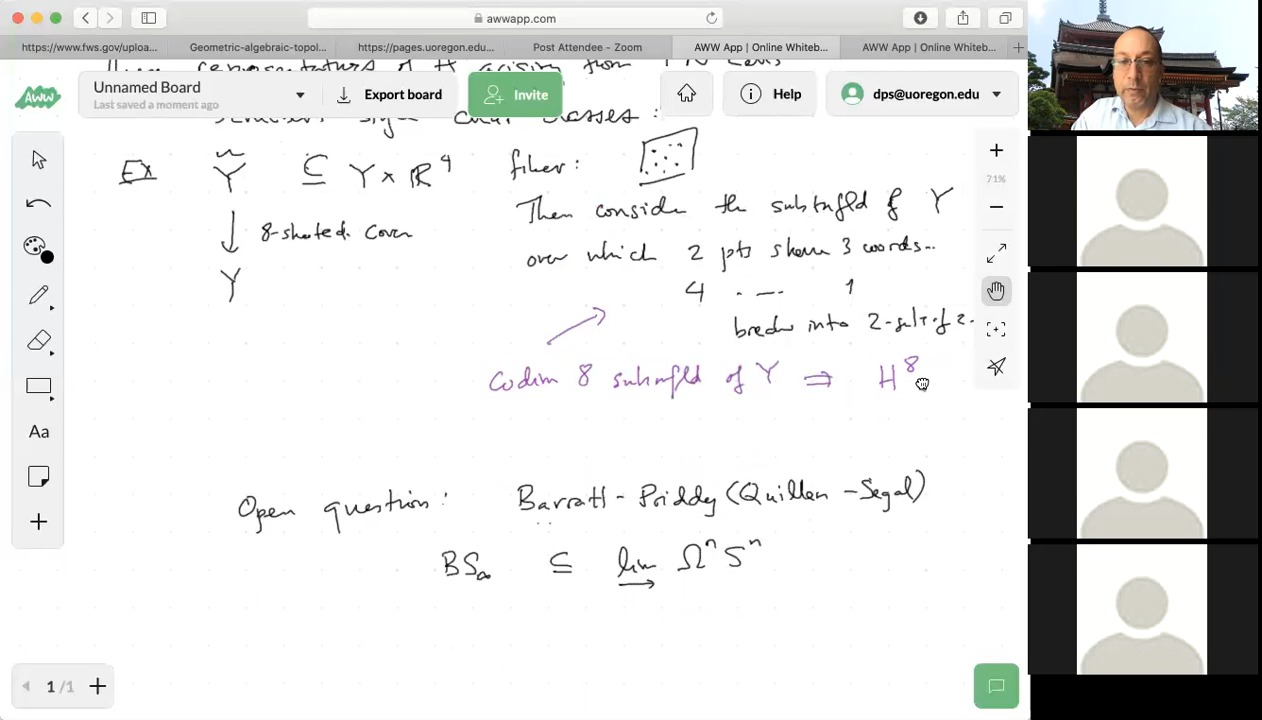 awwapp.com
https://www.fws.gov/uploa...
Geometric-algebraic-topol...
https://pages.uoregon.edu...
Post Attendee - Zoom
AWW App | Online Whiteb...
AWW App | Online Whiteb...
AWW
Unnamed Board
Last saved a moment ago
Export board
Invite
Help
dps@uoregon.edu
classes:
71%
Ex Ỹ ⊆ Y × ℝ⁴ fiber:
Then consider the submfld of Y
↓ 8-sheeted cover
over which 2 pts share 3 coords...
Y
4 .... 1
breaks into 2
Codim 8 submfld of Y ⇒ H⁸
Aa
Open question: Barratt-Priddy (Quillen-Segal)
BS∞ ⊆ lim→ Ωⁿ Sⁿ
1 /1